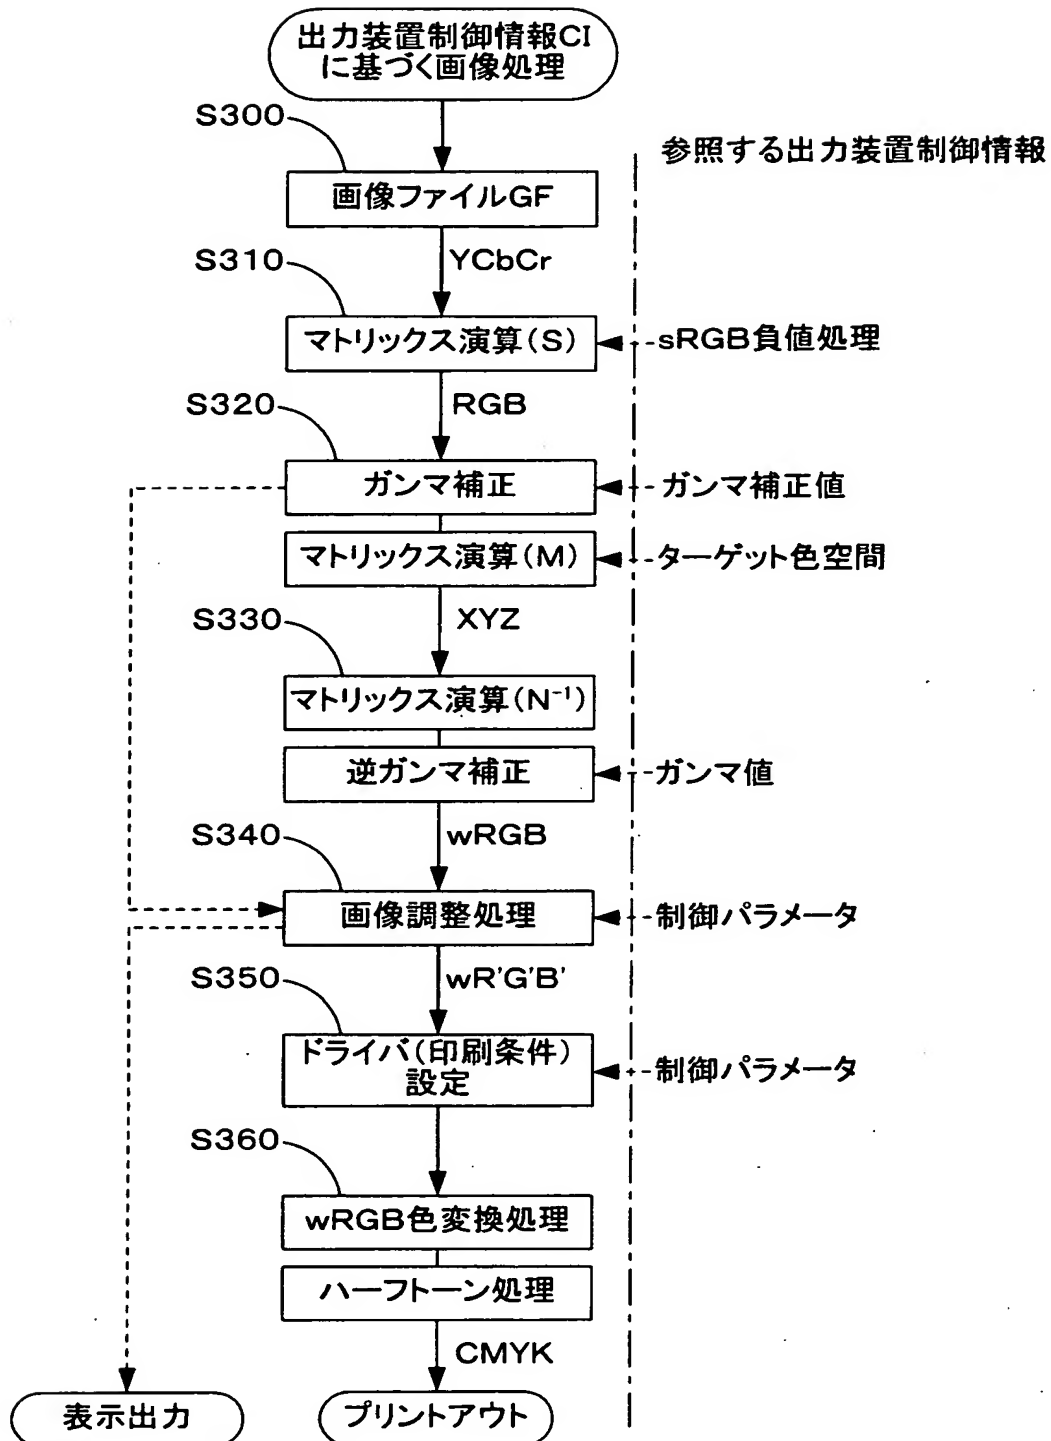 出力装置制御情報CI
に基づく画像処理
S300
参照する出力装置制御情報
画像ファイルGF
S310
YCbCr
マトリックス演算(S)
sRGB負値処理
S320
RGB
ガンマ補正
ガンマ補正値
マトリックス演算(M)
ターゲット色空間
S330
XYZ
マトリックス演算(N⁻¹)
逆ガンマ補正
ガンマ値
S340
wRGB
画像調整処理
制御パラメータ
S350
wR'G'B'
ドライバ(印刷条件)
設定
制御パラメータ
S360
wRGB色変換処理
ハーフトーン処理
CMYK
表示出力
プリントアウト